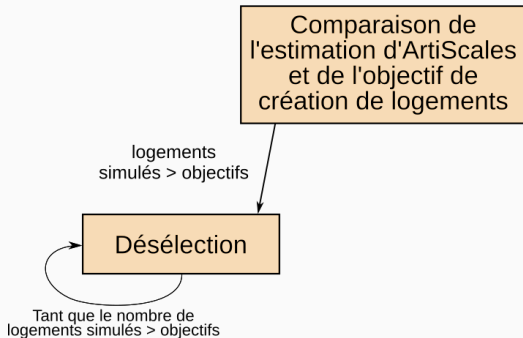 Comparaison de
l'estimation d'ArtiScales
et de l'objectif de
création de logements
logements
simulés > objectifs
Désélection
Tant que le nombre de
logements simulés > objectifs